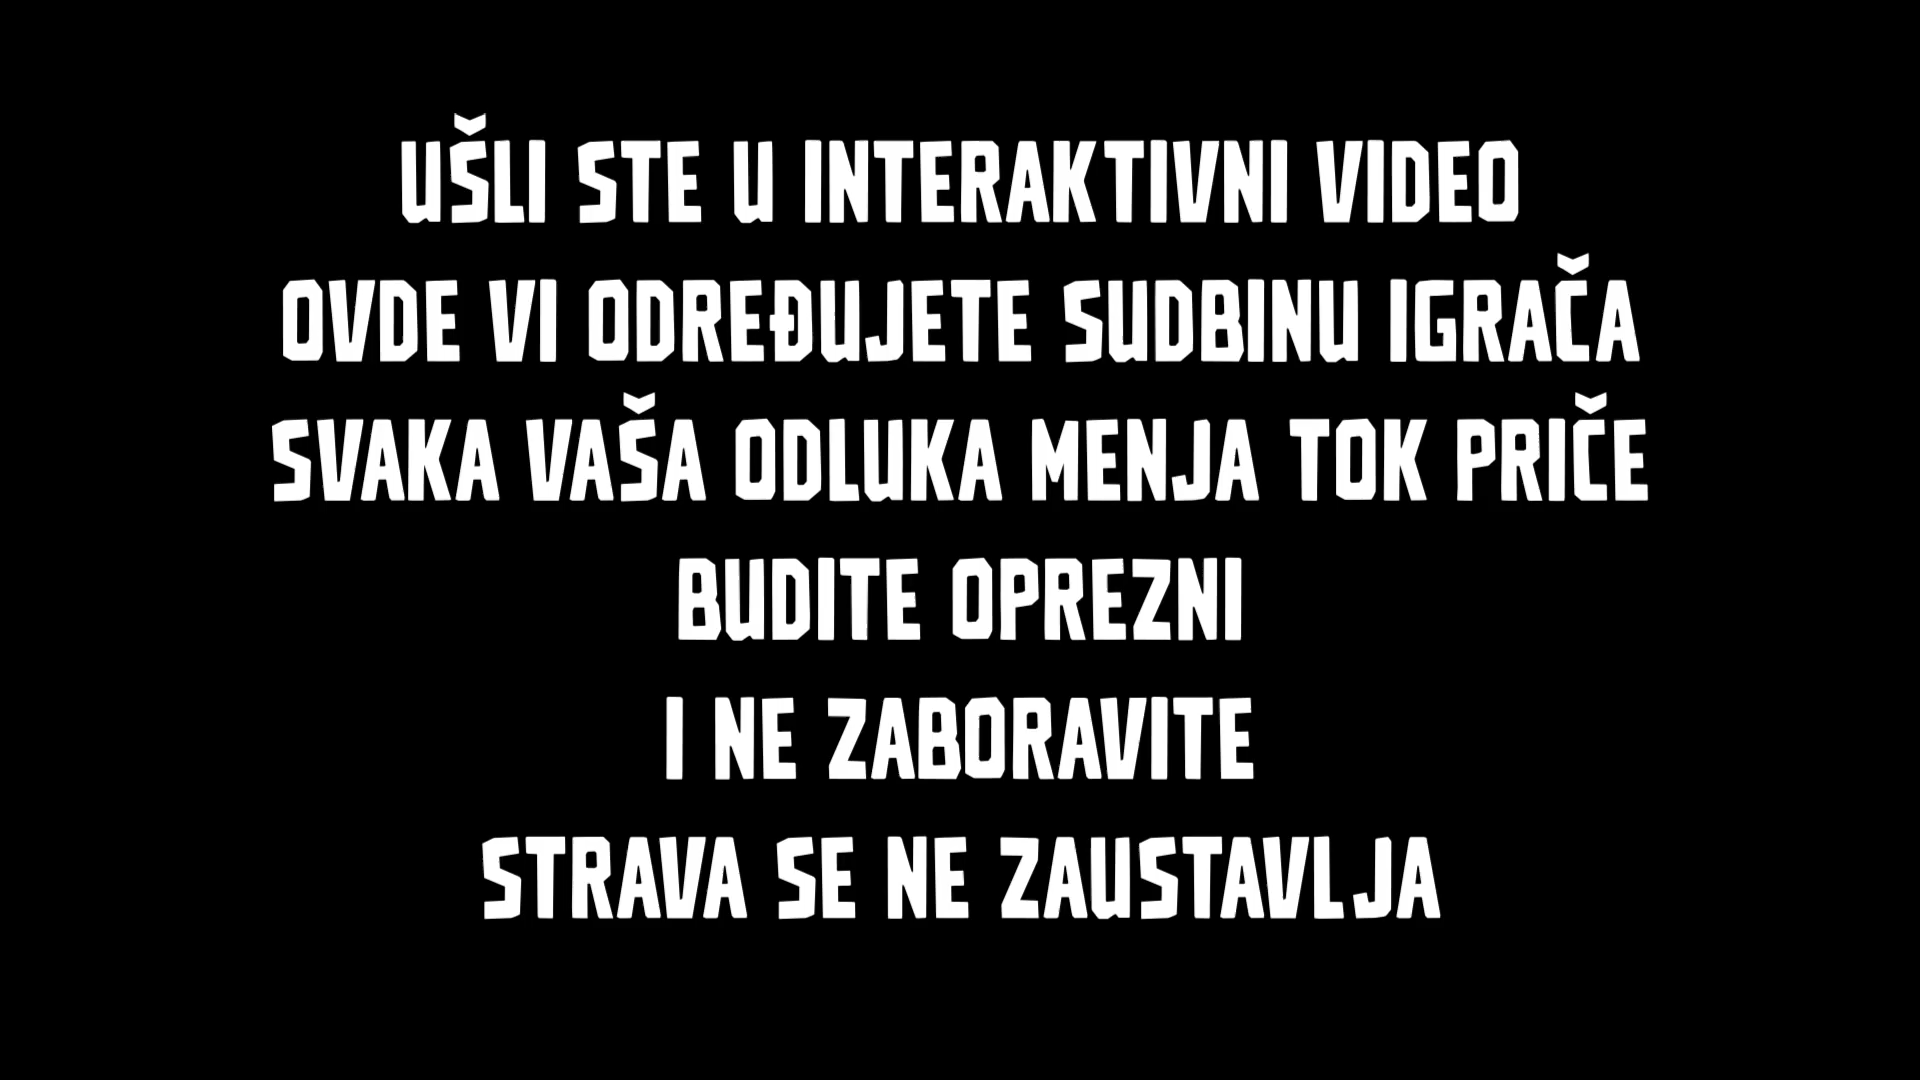 UŠLI STE U INTERAKTIVNI VIDEO
OVDE VI ODREĐUJETE SUDBINU IGRAČA
SVAKA VAŠA ODLUKA MENJA TOK PRIČE
BUDITE OPREZNI
I NE ZABORAVITE
STRAVA SE NE ZAUSTAVLJA